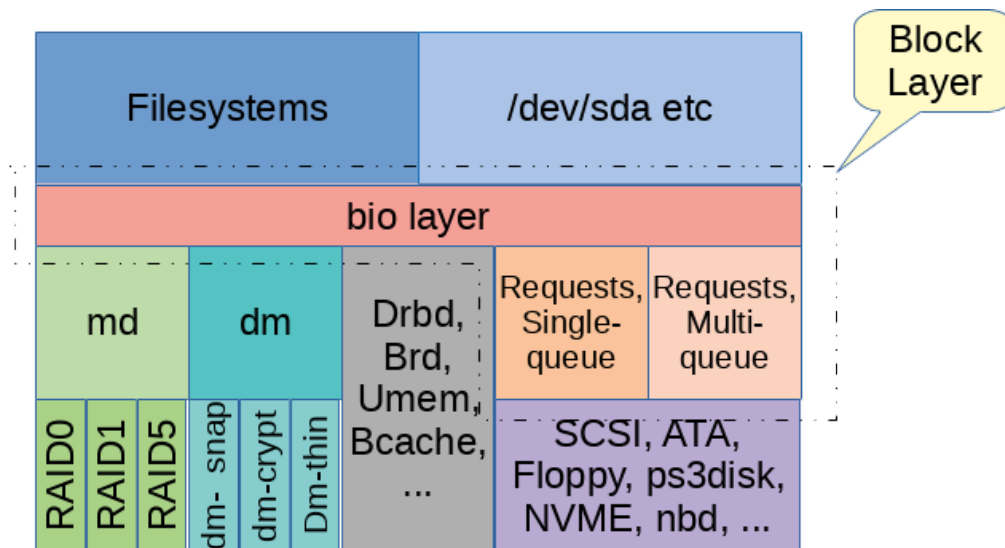 Block
Layer
Filesystems
/dev/sda etc
bio layer
md
dm
Drbd,
Brd,
Umem,
Bcache,
...
Requests,
Single-
queue
Requests,
Multi-
queue
RAID0
RAID1
RAID5
dm- snap
dm-crypt
Dm-thin
SCSI, ATA,
Floppy, ps3disk,
NVME, nbd, ...